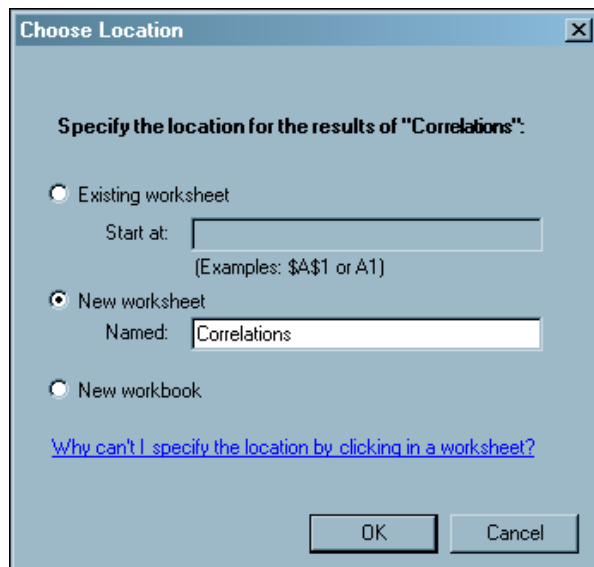 Choose Location
Specify the location for the results of "Correlations":
Existing worksheet
Start at:
(Examples: $A$1 or A1)
New worksheet
Named: Correlations
New workbook
Why can't I specify the location by clicking in a worksheet?
OK Cancel